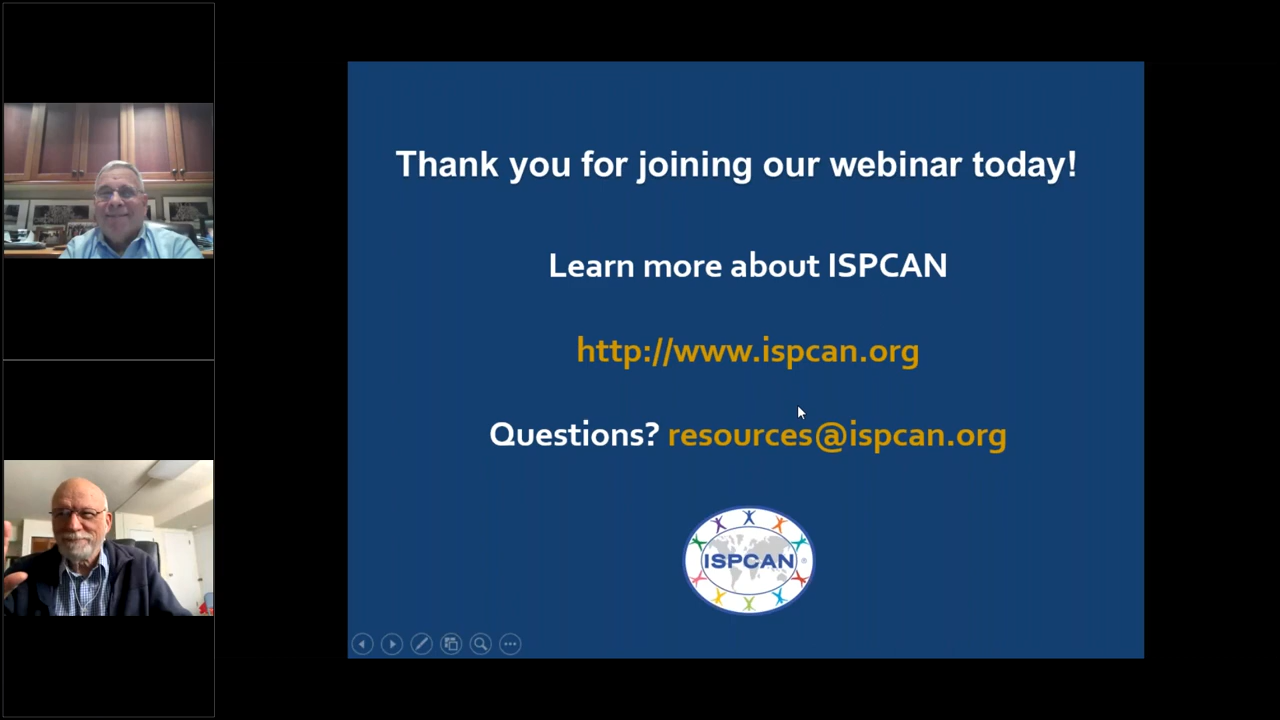 Thank you for joining our webinar today!
Learn more about ISPCAN
http://www.ispcan.org
Questions? resources@ispcan.org
ISPCAN ®